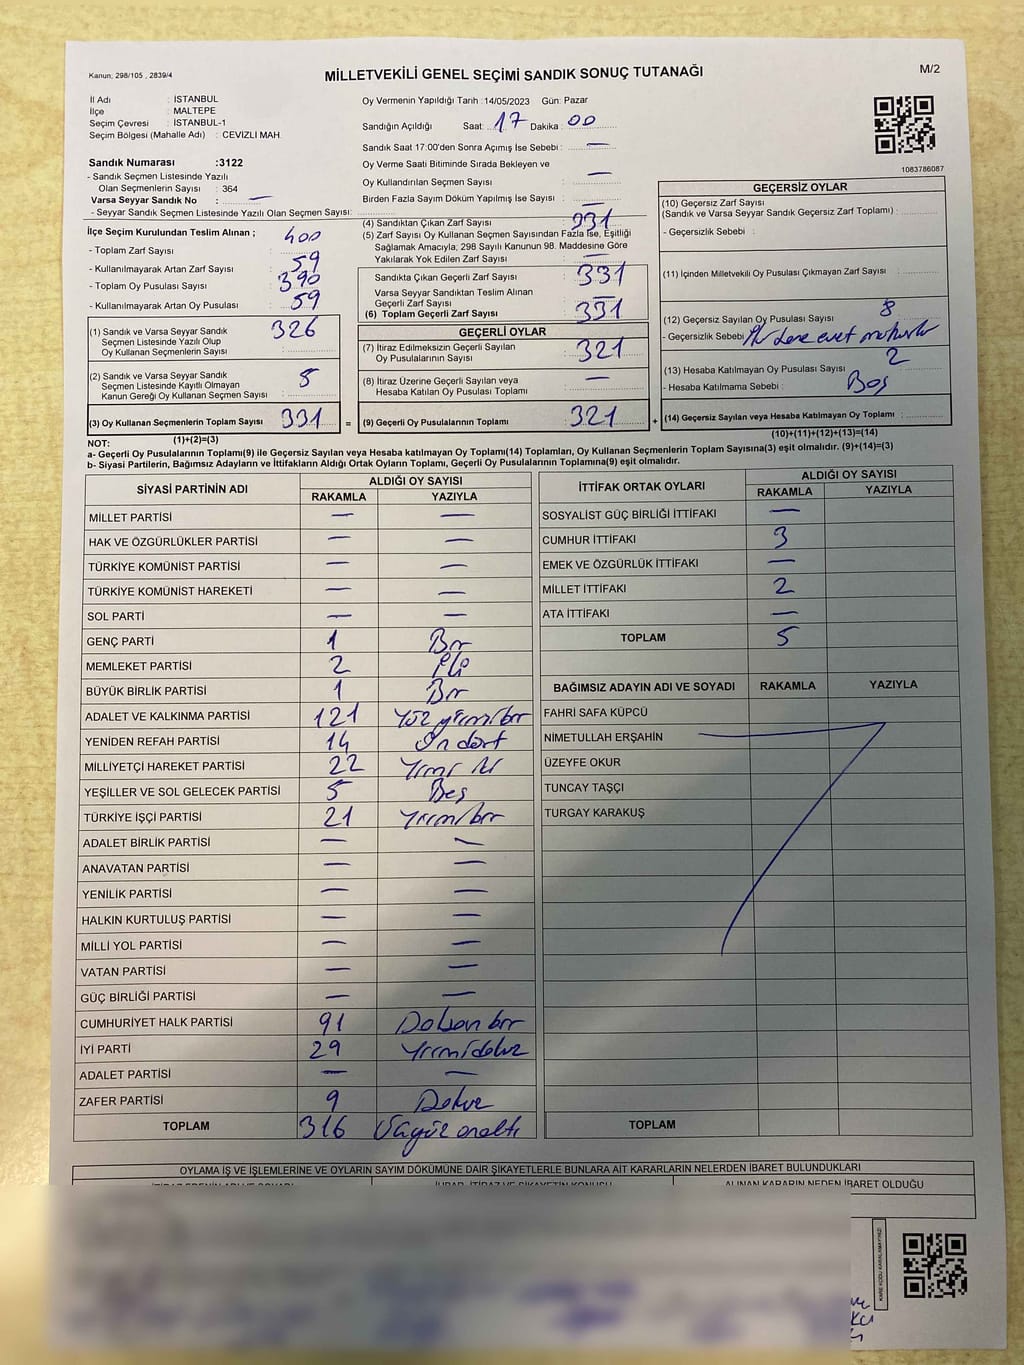 Kanun; 298/105 , 2839/4
MİLLETVEKİLİ GENEL SEÇİMİ SANDIK SONUÇ TUTANAĞI
M/2
İl Adı : İSTANBUL
İlçe : MALTEPE
Seçim Çevresi : İSTANBUL-1
Seçim Bölgesi (Mahalle Adı) : CEVİZLİ MAH.
Sandık Numarası :3122
- Sandık Seçmen Listesinde Yazılı
Olan Seçmenlerin Sayısı : 364
Varsa Seyyar Sandık No : —
- Seyyar Sandık Seçmen Listesinde Yazılı Olan Seçmen Sayısı:
Oy Vermenin Yapıldığı Tarih :14/05/2023 Gün: Pazar
Sandığın Açıldığı Saat: 17 Dakika : 00
Sandık Saat 17:00'den Sonra Açımış İse Sebebi : —
Oy Verme Saati Bitiminde Sırada Bekleyen ve
Oy Kullandırılan Seçmen Sayısı : —
Birden Fazla Sayım Döküm Yapılmış İse Sayısı : —
1083786087
İlçe Seçim Kurulundan Teslim Alınan ; 400
- Toplam Zarf Sayısı
- Kullanılmayarak Artan Zarf Sayısı : 59
- Toplam Oy Pusulası Sayısı : 390
- Kullanılmayarak Artan Oy Pusulası : 59
(1) Sandık ve Varsa Seyyar Sandık 326
Seçmen Listesinde Yazılı Olup
Oy Kullanan Seçmenlerin Sayısı
(2) Sandık ve Varsa Seyyar Sandık 5
Seçmen Listesinde Kayıtlı Olmayan
Kanun Gereği Oy Kullanan Seçmen Sayısı
(3) Oy Kullanan Seçmenlerin Toplam Sayısı 331 =
(1)+(2)=(3)
(4) Sandıktan Çıkan Zarf Sayısı : 331
(5) Zarf Sayısı Oy Kullanan Seçmen Sayısından Fazla İse, Eşitliği
Sağlamak Amacıyla; 298 Sayılı Kanunun 98. Maddesine Göre
Yakılarak Yok Edilen Zarf Sayısı : —
Sandıkta Çıkan Geçerli Zarf Sayısı : 331
Varsa Seyyar Sandıktan Teslim Alınan
Geçerli Zarf Sayısı : —
(6) Toplam Geçerli Zarf Sayısı : 331
GEÇERLİ OYLAR
(7) İtiraz Edilmeksizin Geçerli Sayılan
Oy Pusulalarının Sayısı : 321
(8) İtiraz Üzerine Geçerli Sayılan veya
Hesaba Katılan Oy Pusulası Toplamı : —
(9) Geçerli Oy Pusulalarının Toplamı : 321 +
GEÇERSİZ OYLAR
(10) Geçersiz Zarf Sayısı
(Sandık ve Varsa Seyyar Sandık Geçersiz Zarf Toplamı) :
- Geçersizlik Sebebi :
(11) İçinden Milletvekili Oy Pusulası Çıkmayan Zarf Sayısı :
(12) Geçersiz Sayılan Oy Pusulası Sayısı : 8
- Geçersizlik Sebebi
(13) Hesaba Katılmayan Oy Pusulası Sayısı : 2
- Hesaba Katılmama Sebebi : Boş
(14) Geçersiz Sayılan veya Hesaba Katılmayan Oy Toplamı :
(10)+(11)+(12)+(13)=(14)
NOT:
a- Geçerli Oy Pusulalarının Toplamı(9) ile Geçersiz Sayılan veya Hesaba katılmayan Oy Toplamı(14) Toplamları, Oy Kullanan Seçmenlerin Toplam Sayısına(3) eşit olmalıdır. (9)+(14)=(3)
b- Siyasi Partilerin, Bağımsız Adayların ve İttifakların Aldığı Ortak Oyların Toplamı, Geçerli Oy Pusulalarının Toplamına(9) eşit olmalıdır.
SİYASİ PARTİNİN ADI ALDIĞI OY SAYISI
RAKAMLA YAZIYLA
MİLLET PARTİSİ — —
HAK VE ÖZGÜRLÜKLER PARTİSİ — —
TÜRKİYE KOMÜNİST PARTİSİ — —
TÜRKİYE KOMÜNİST HAREKETİ — —
SOL PARTİ — —
GENÇ PARTİ 1 Bir
MEMLEKET PARTİSİ 2 İki
BÜYÜK BİRLİK PARTİSİ 1 Bir
ADALET VE KALKINMA PARTİSİ 121 Yüz yirmi bir
YENİDEN REFAH PARTİSİ 14 On dört
MİLLİYETÇİ HAREKET PARTİSİ 22 Yirmi iki
YEŞİLLER VE SOL GELECEK PARTİSİ 5 Beş
TÜRKİYE İŞÇİ PARTİSİ 21 Yirmi bir
ADALET BİRLİK PARTİSİ — —
ANAVATAN PARTİSİ — —
YENİLİK PARTİSİ — —
HALKIN KURTULUŞ PARTİSİ — —
MİLLİ YOL PARTİSİ — —
VATAN PARTİSİ — —
GÜÇ BİRLİĞİ PARTİSİ — —
CUMHURİYET HALK PARTİSİ 91 Doksan bir
İYİ PARTİ 29 Yirmidokuz
ADALET PARTİSİ — —
ZAFER PARTİSİ 9 Dokuz
TOPLAM 316 Üçyüz onaltı
İTTİFAK ORTAK OYLARI ALDIĞI OY SAYISI
RAKAMLA YAZIYLA
SOSYALİST GÜÇ BİRLİĞİ İTTİFAKI —
CUMHUR İTTİFAKI 3
EMEK VE ÖZGÜRLÜK İTTİFAKI —
MİLLET İTTİFAKI 2
ATA İTTİFAKI —
TOPLAM 5
BAĞIMSIZ ADAYIN ADI VE SOYADI RAKAMLA YAZIYLA
FAHRİ SAFA KÜPCÜ
NİMETULLAH ERŞAHİN
ÜZEYFE OKUR
TUNCAY TAŞÇI
TURGAY KARAKUŞ
TOPLAM
OYLAMA İŞ VE İŞLEMLERİNE VE OYLARIN SAYIM DÖKÜMÜNE DAİR ŞİKAYETLERLE BUNLARA AİT KARARLARIN NELERDEN İBARET BULUNDUKLARI
ALINAN KARARIN NEDEN İBARET OLDUĞU
KARE KODU KARALAMAYINIZ!